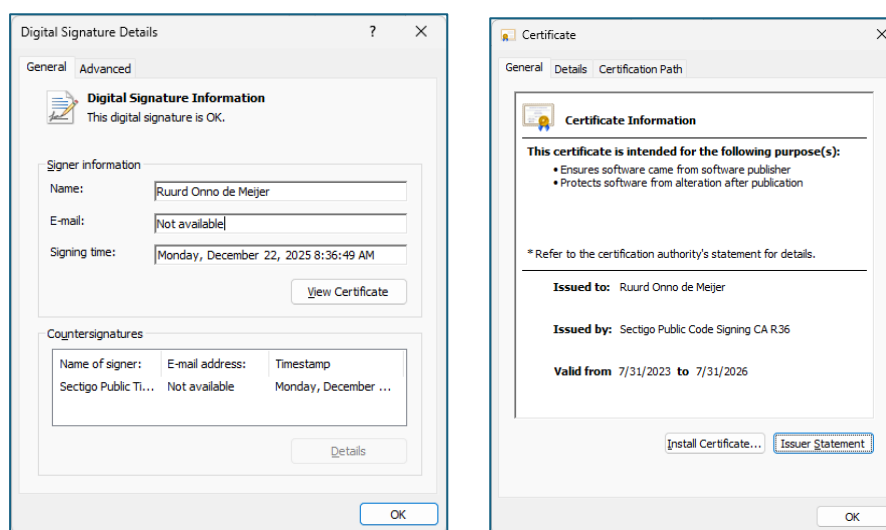 Digital Signature Details
General Advanced
Digital Signature Information
This digital signature is OK.
Signer information
Name: Ruurd Onno de Meijer
E-mail: Not available
Signing time: Monday, December 22, 2025 8:36:49 AM
View Certificate
Countersignatures
Name of signer: E-mail address: Timestamp
Sectigo Public Ti... Not available Monday, December ...
Details
OK
Certificate
General Details Certification Path
Certificate Information
This certificate is intended for the following purpose(s):
• Ensures software came from software publisher
• Protects software from alteration after publication
* Refer to the certification authority's statement for details.
Issued to: Ruurd Onno de Meijer
Issued by: Sectigo Public Code Signing CA R36
Valid from 7/31/2023 to 7/31/2026
Install Certificate... Issuer Statement
OK